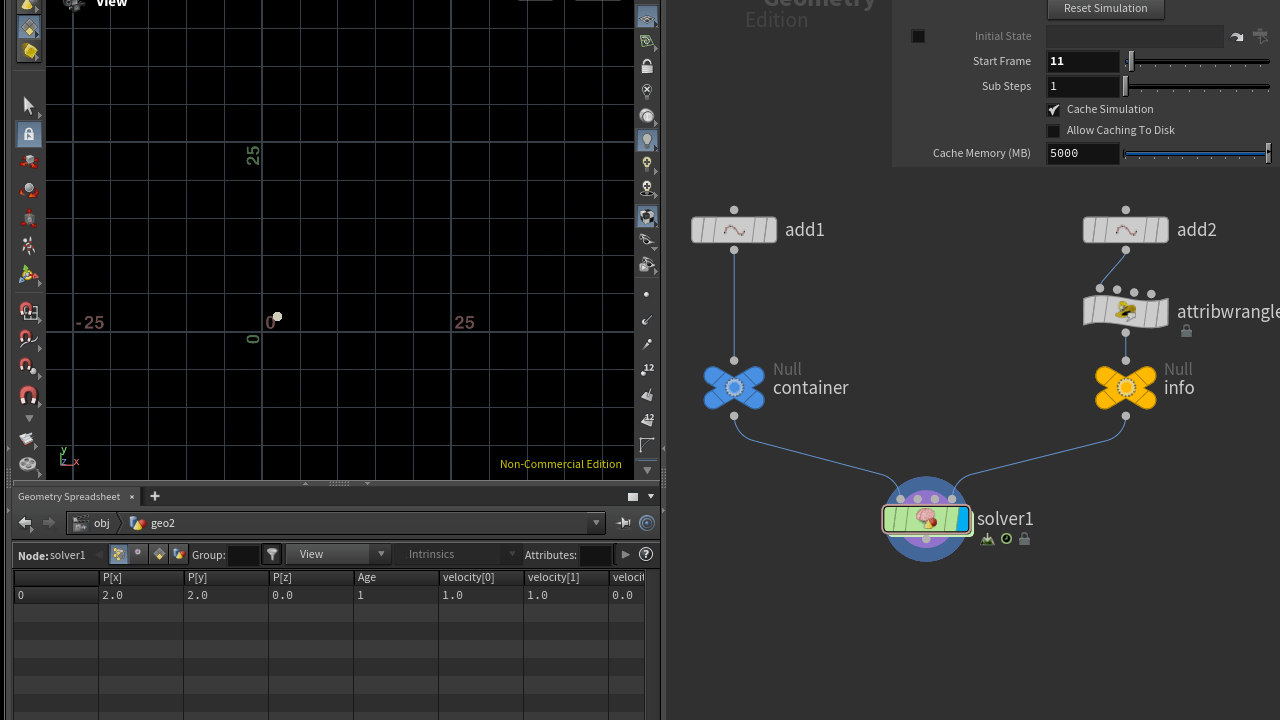 View
25
-25
0
25
0
y
z x
Non-Commercial Edition
12
12
Geometry
Edition
Reset Simulation
Initial State
Start Frame 11
Sub Steps 1
Cache Simulation
Allow Caching To Disk
Cache Memory (MB) 5000
add1
add2
attribwrangle
Null
container
Null
info
solver1
Geometry Spreadsheet × +
obj geo2
Node: solver1 Group: View Intrinsics Attributes:
P[x] P[y] P[z] Age velocity[0] velocity[1] velocit
0 2.0 2.0 0.0 1 1.0 1.0 0.0